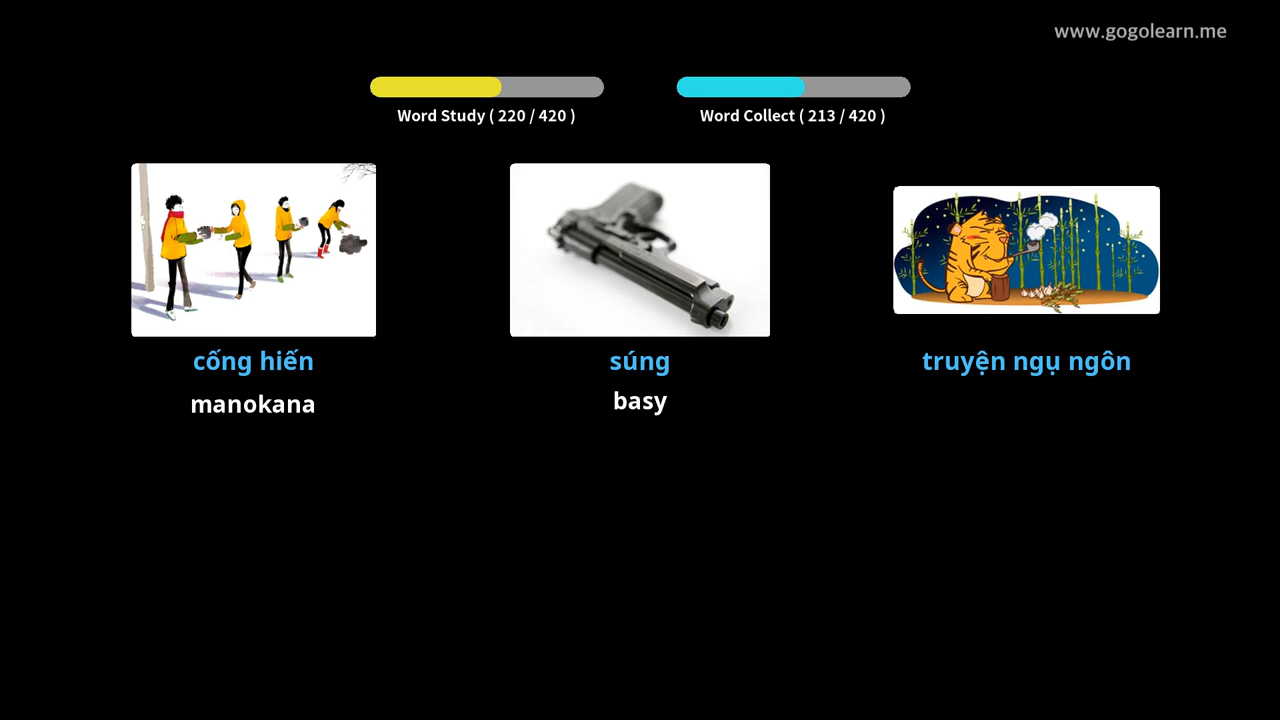 www.gogolearn.me
Word Study ( 220 / 420 )
Word Collect ( 213 / 420 )
cống hiến
súng
truyện ngụ ngôn
manokana
basy